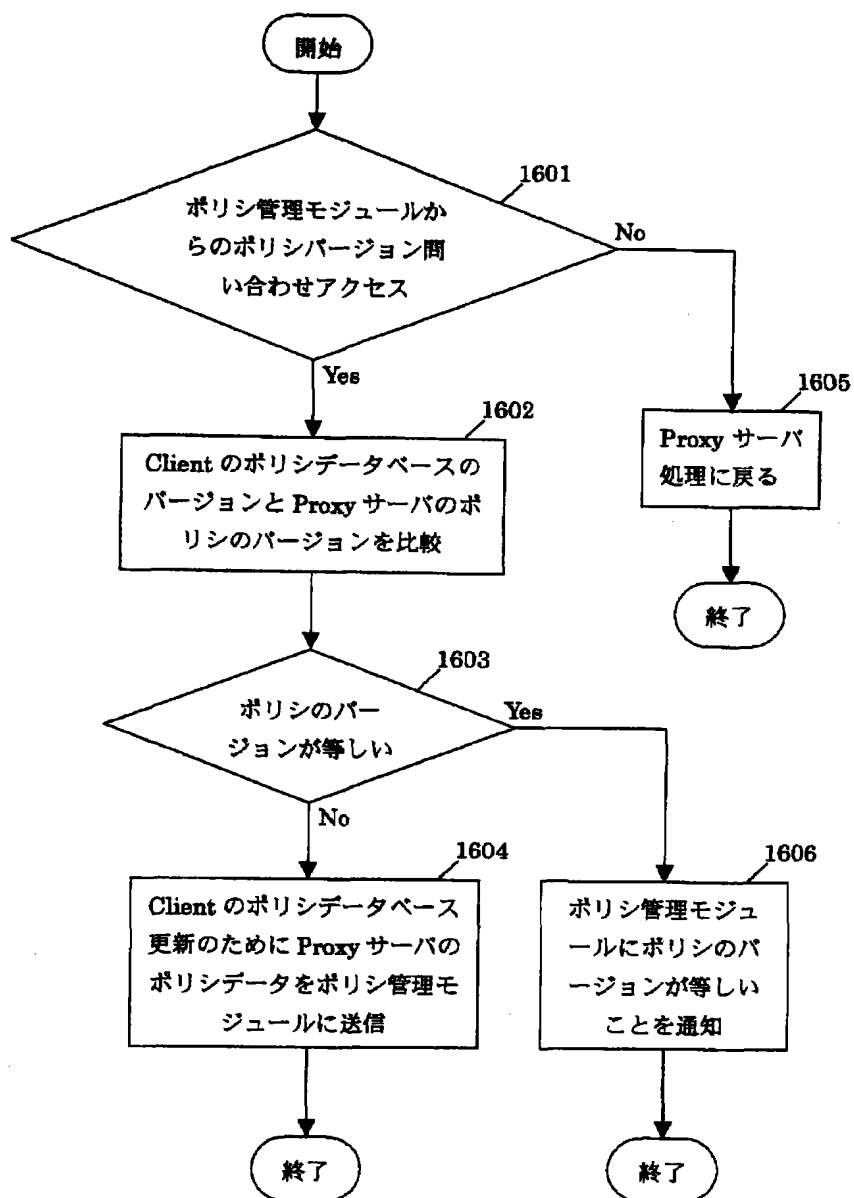 開始
1601
ポリシ管理モジュールか
らのポリシバージョン問
い合わせアクセス
No
Yes
1602
Client のポリシデータベースの
バージョンと Proxy サーバのポ
リシのバージョンを比較
1605
Proxy サーバ
処理に戻る
終了
1603
ポリシのバー
ジョンが等しい
Yes
No
1604
Client のポリシデータベース
更新のために Proxy サーバの
ポリシデータをポリシ管理モ
ジュールに送信
1606
ポリシ管理モジュ
ールにポリシのバ
ージョンが等しい
ことを通知
終了
終了